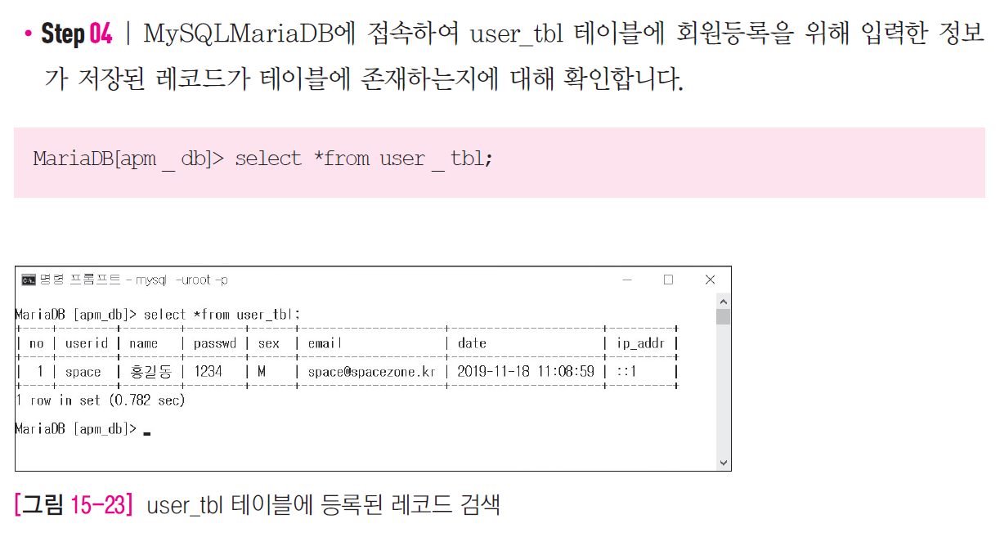 • Step 04 | MySQLMariaDB에 접속하여 user_tbl 테이블에 회원등록을 위해 입력한 정보
가 저장된 레코드가 테이블에 존재하는지에 대해 확인합니다.
MariaDB[apm _ db]> select *from user _ tbl;
명령 프롬프트 - mysql -uroot -p
MariaDB [apm_db]> select *from user_tbl;
| no | userid | name | passwd | sex | email | date | ip_addr |
| 1 | space | 홍길동 | 1234 | M | space@spacezone.kr | 2019-11-18 11:08:59 | ::1 |
1 row in set (0.782 sec)
MariaDB [apm_db]> _
[그림 15-23] user_tbl 테이블에 등록된 레코드 검색